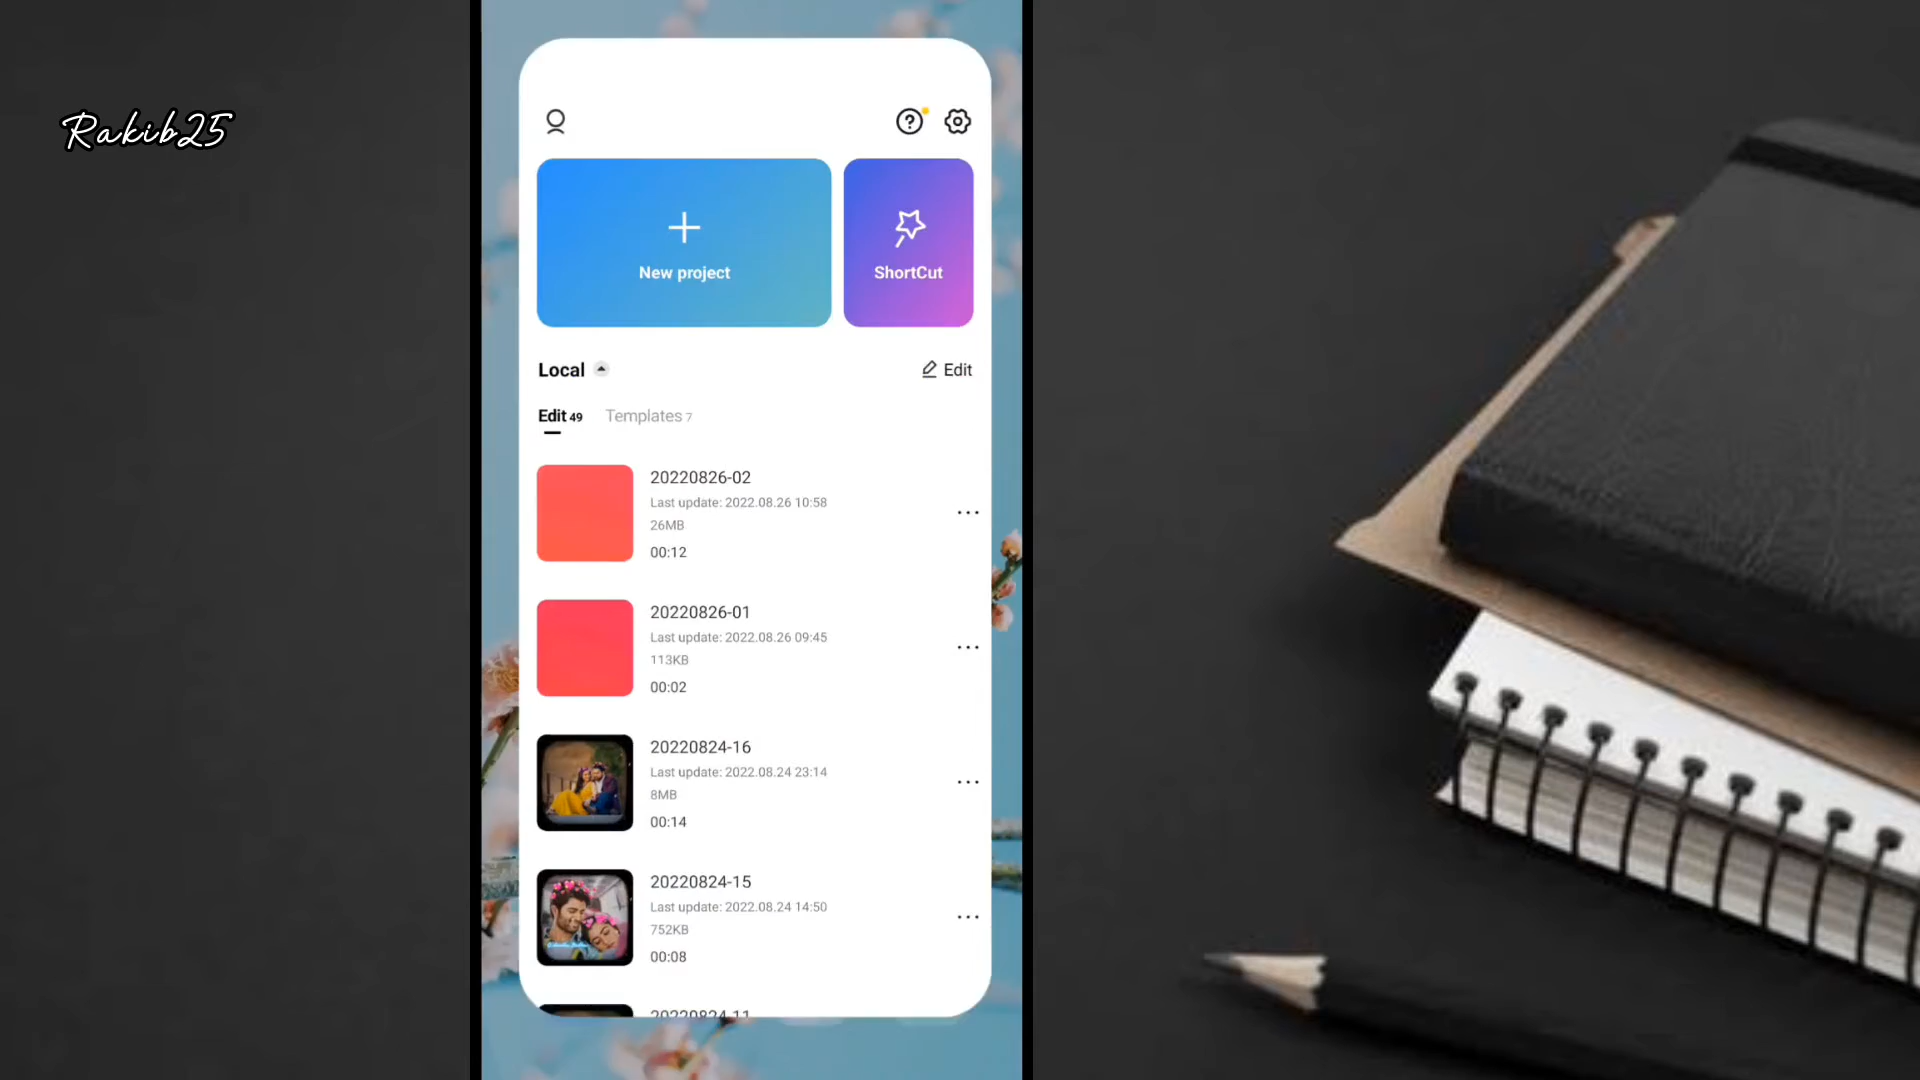 Rakib25
New project
ShortCut
Local
Edit
Edit 49
Templates 7
20220826-02
Last update: 2022.08.26 10:58
26MB
00:12
20220826-01
Last update: 2022.08.26 09:45
113KB
00:02
20220824-16
Last update: 2022.08.24 23:14
8MB
00:14
20220824-15
Last update: 2022.08.24 14:50
752KB
00:08
20220824-11